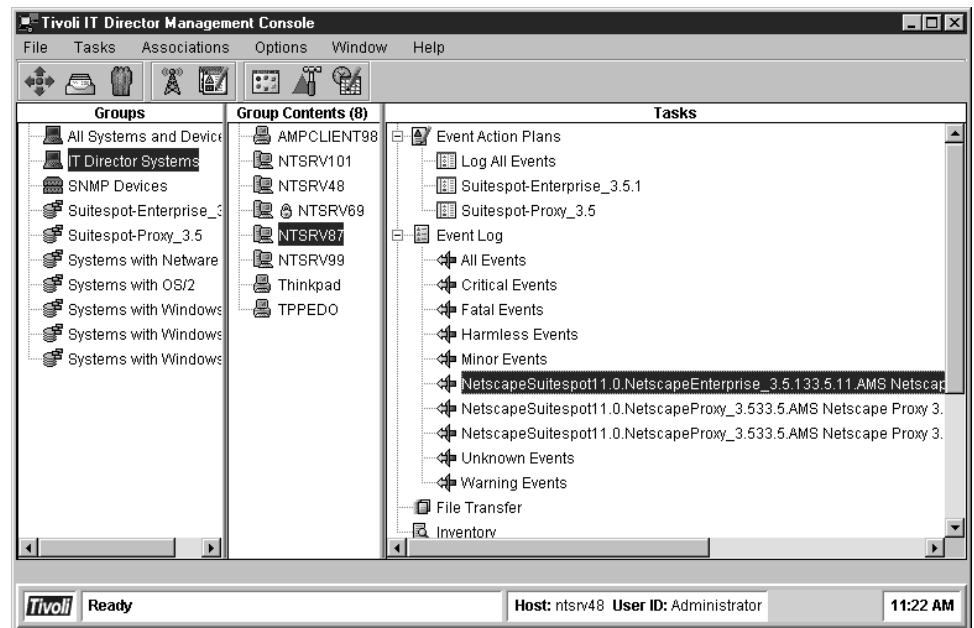 Tivoli IT Director Management Console
File Tasks Associations Options Window Help
Groups
All Systems and Device
IT Director Systems
SNMP Devices
Suitespot-Enterprise_3
Suitespot-Proxy_3.5
Systems with Netware
Systems with OS/2
Systems with Windows
Systems with Windows
Systems with Windows
Group Contents (8)
AMPCLIENT98
NTSRV101
NTSRV48
NTSRV69
NTSRV87
NTSRV99
Thinkpad
TPPEDO
Tasks
Event Action Plans
Log All Events
Suitespot-Enterprise_3.5.1
Suitespot-Proxy_3.5
Event Log
All Events
Critical Events
Fatal Events
Harmless Events
Minor Events
NetscapeSuitespot11.0.NetscapeEnterprise_3.5.133.5.11.AMS Netscap
NetscapeSuitespot11.0.NetscapeProxy_3.533.5.AMS Netscape Proxy 3.
NetscapeSuitespot11.0.NetscapeProxy_3.533.5.AMS Netscape Proxy 3.
Unknown Events
Warning Events
File Transfer
Inventory
Tivoli Ready Host: ntsrv48 User ID: Administrator 11:22 AM